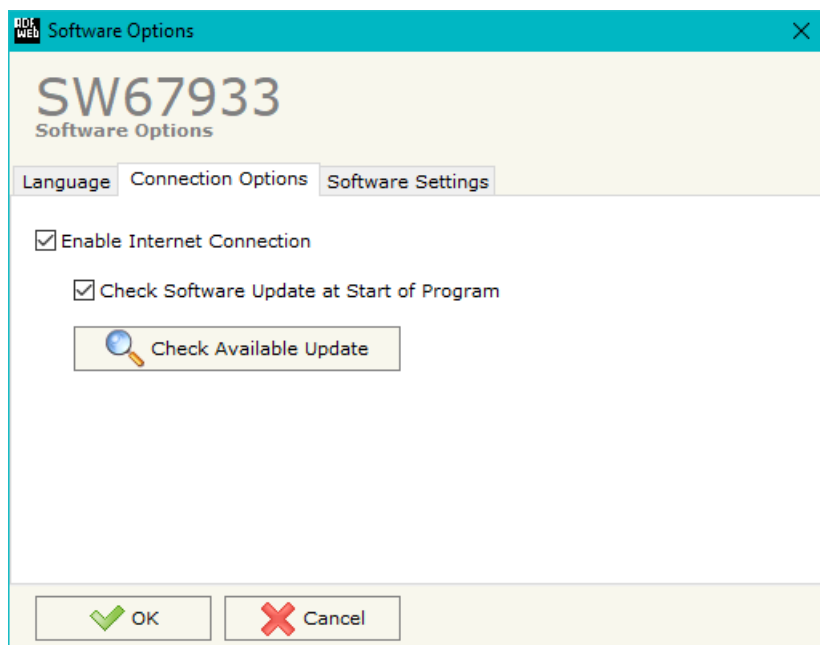 ADF
WEB
Software Options
SW67933
Software Options
Language Connection Options Software Settings
Enable Internet Connection
Check Software Update at Start of Program
Check Available Update
OK Cancel